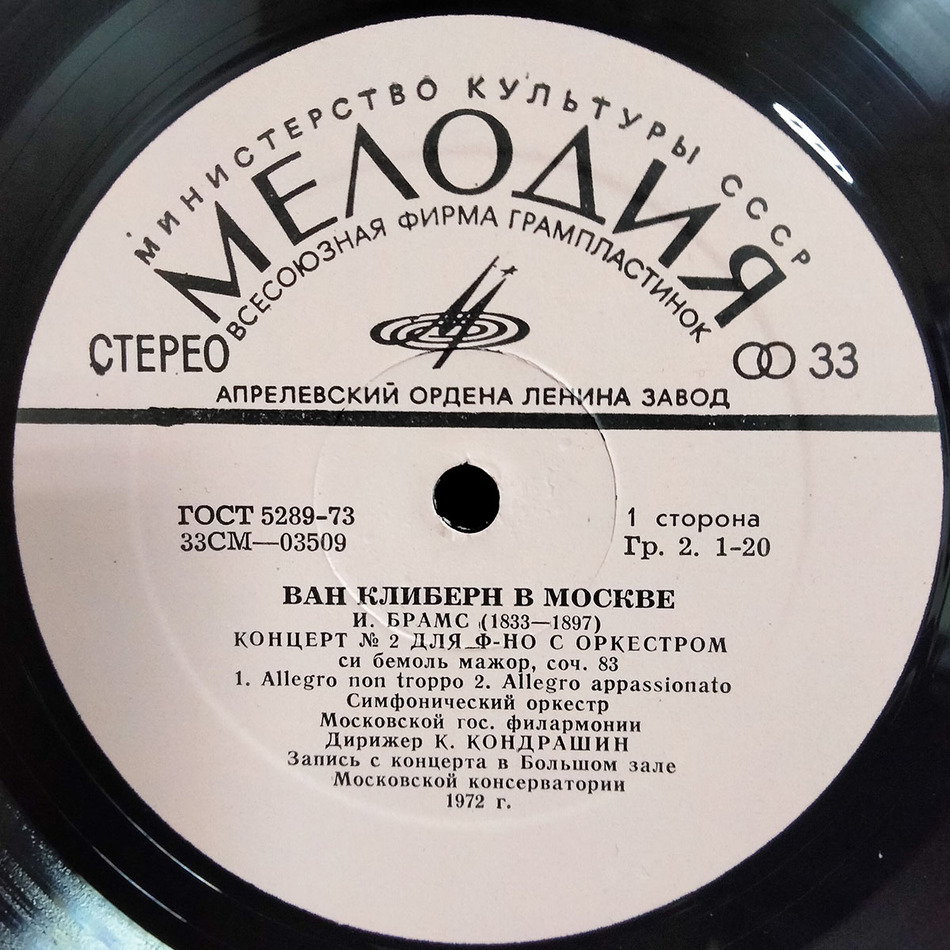 МИНИСТЕРСТВО КУЛЬТУРЫ СССР
МЕЛОДИЯ
ВСЕСОЮЗНАЯ ФИРМА ГРАМПЛАСТИНОК
СТЕРЕО
33
АПРЕЛЕВСКИЙ ОРДЕНА ЛЕНИНА ЗАВОД
ГОСТ 5289-73
33СМ—03509
1 сторона
Гр. 2. 1-20
ВАН КЛИБЕРН В МОСКВЕ
И. БРАМС (1833—1897)
КОНЦЕРТ № 2 ДЛЯ Ф-НО С ОРКЕСТРОМ
си бемоль мажор, соч. 83
1. Allegro non troppo 2. Allegro appassionato
Симфонический оркестр
Московской гос. филармонии
Дирижер К. КОНДРАШИН
Запись с концерта в Большом зале
Московской консерватории
1972 г.